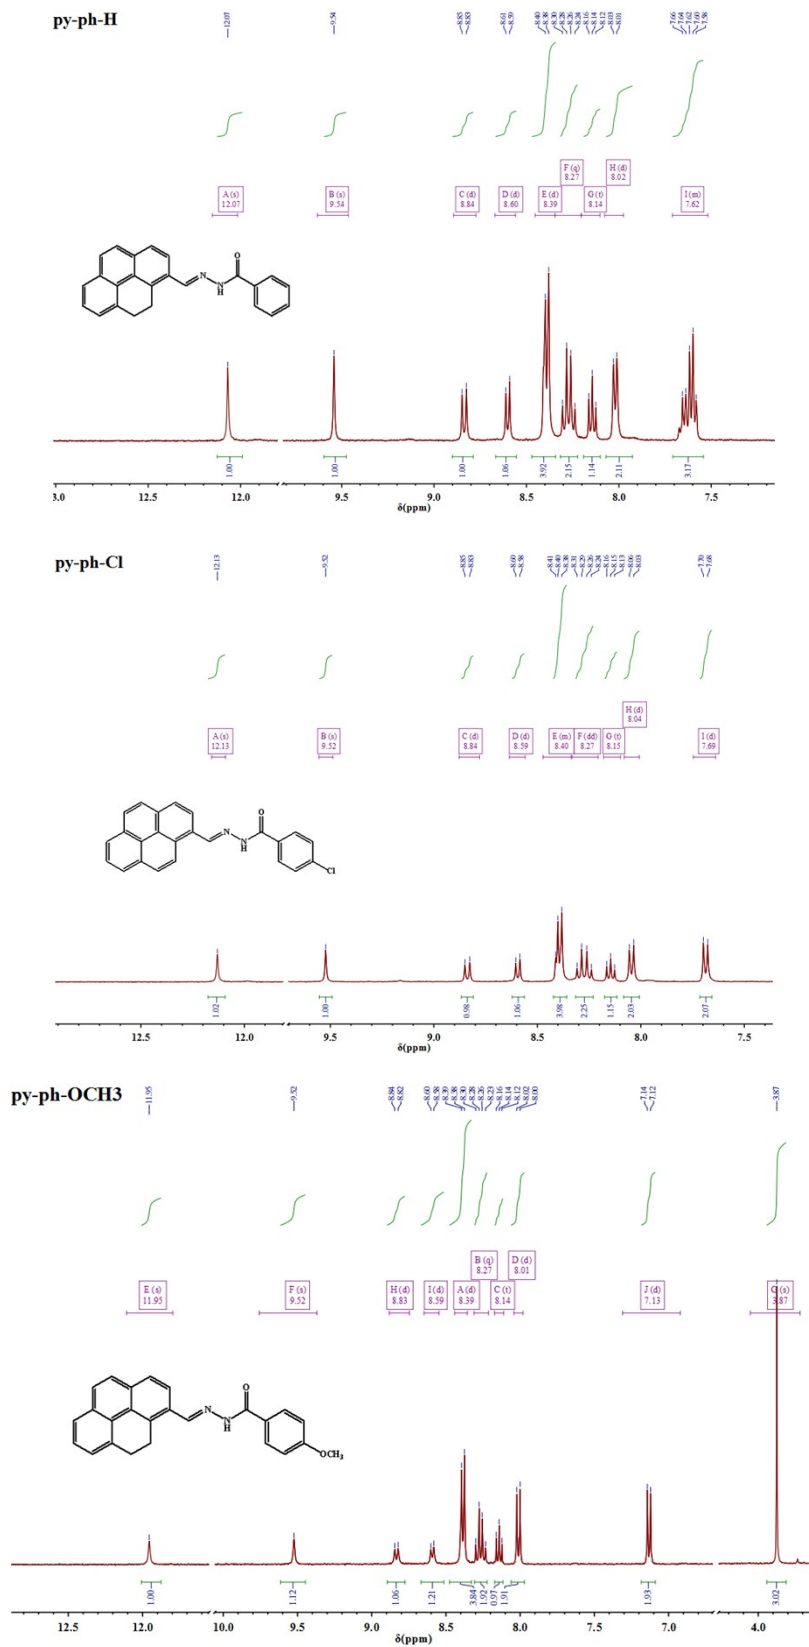 py-ph-H
12.07
9.54
8.85
8.83
8.61
8.59
8.40
8.38
8.30
8.28
8.26
8.24
8.16
8.14
8.12
8.03
8.01
7.66
7.64
7.62
7.60
7.58
F (q)
8.27
H (d)
8.02
A (s)
12.07
B (s)
9.54
C (d)
8.84
D (d)
8.60
E (d)
8.39
G (t)
8.14
I (m)
7.62
O
N
NH
1.00
1.00
1.00
1.06
3.92
2.15
1.14
2.11
3.17
3.0 12.5 12.0 9.5 9.0 8.5 8.0 7.5
δ(ppm)
py-ph-Cl
12.13
9.52
8.85
8.83
8.60
8.58
8.41
8.40
8.38
8.31
8.29
8.26
8.24
8.16
8.15
8.13
8.06
8.03
7.70
7.68
H (d)
8.04
A (s)
12.13
B (s)
9.52
C (d)
8.84
D (d)
8.59
E (m)
8.40
F (dd)
8.27
G (t)
8.15
I (d)
7.69
O
N
NH
Cl
1.02
1.00
0.98
1.06
3.98
2.25
1.15
2.03
2.07
12.5 12.0 9.5 9.0 8.5 8.0 7.5
δ(ppm)
py-ph-OCH3
11.95
9.52
8.84
8.82
8.60
8.58
8.39
8.38
8.30
8.28
8.26
8.23
8.16
8.14
8.12
8.02
8.00
7.14
7.12
3.87
B (q)
8.27
D (d)
8.01
E (s)
11.95
F (s)
9.52
H (d)
8.83
I (d)
8.59
A (d)
8.39
C (t)
8.14
J (d)
7.13
G (s)
3.87
O
N
NH
OCH₃
1.00
1.12
1.06
1.21
3.84
1.92
0.97
1.91
1.93
3.02
12.0 11.5 10.0 9.5 9.0 8.5 8.0 7.5 7.0 4.0
δ(ppm)